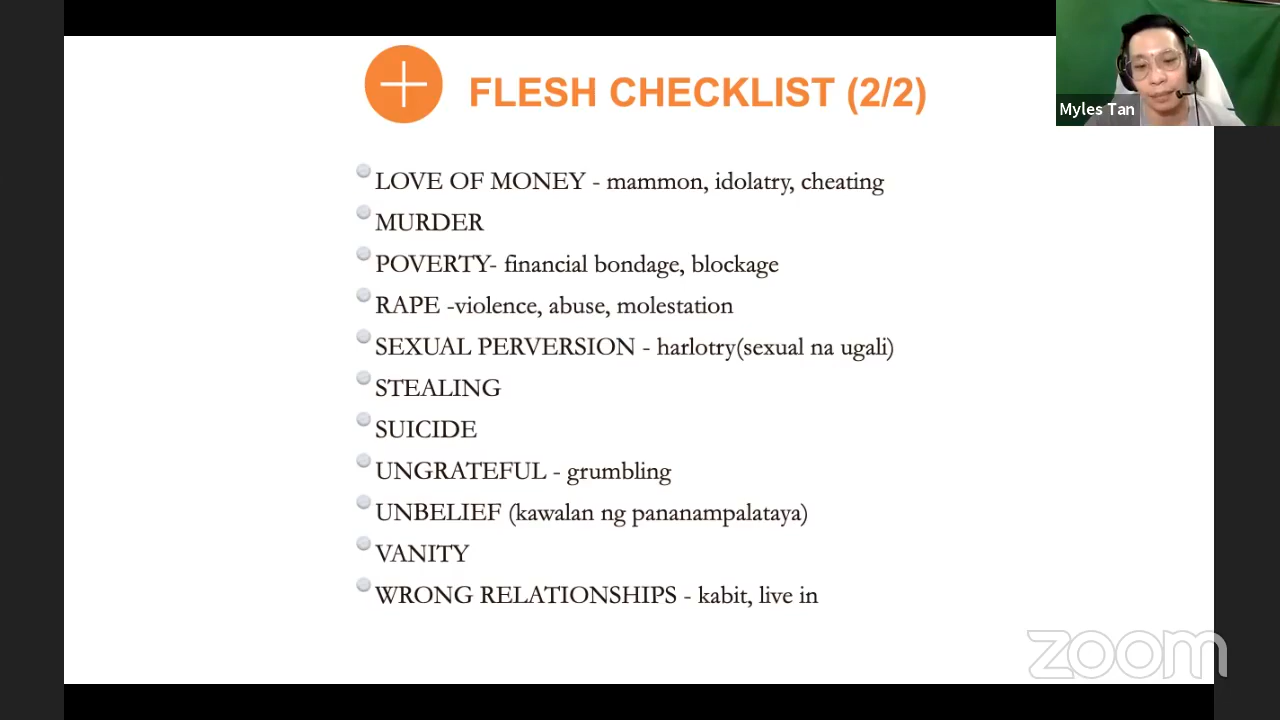 FLESH CHECKLIST (2/2)
Myles Tan
LOVE OF MONEY - mammon, idolatry, cheating
MURDER
POVERTY- financial bondage, blockage
RAPE -violence, abuse, molestation
SEXUAL PERVERSION - harlotry(sexual na ugali)
STEALING
SUICIDE
UNGRATEFUL - grumbling
UNBELIEF (kawalan ng pananampalataya)
VANITY
WRONG RELATIONSHIPS - kabit, live in
zoom